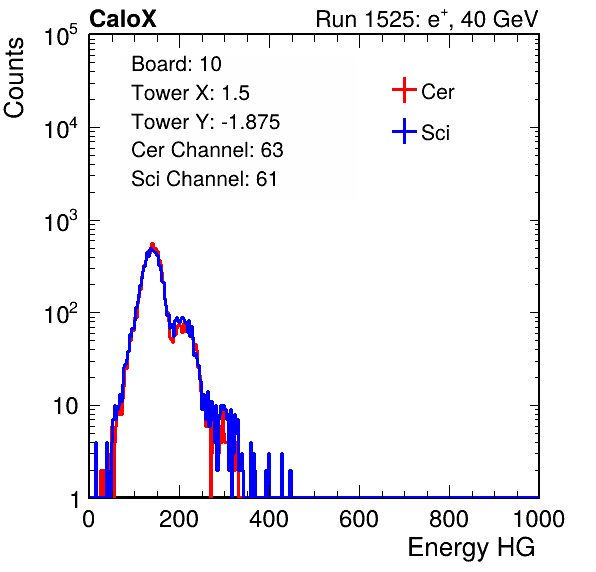 CaloX Run 1525: e⁺, 40 GeV
Counts
10⁵
10⁴
10³
10²
10
1
Board: 10
Tower X: 1.5
Tower Y: -1.875
Cer Channel: 63
Sci Channel: 61
Cer
Sci
0 200 400 600 800 1000
Energy HG